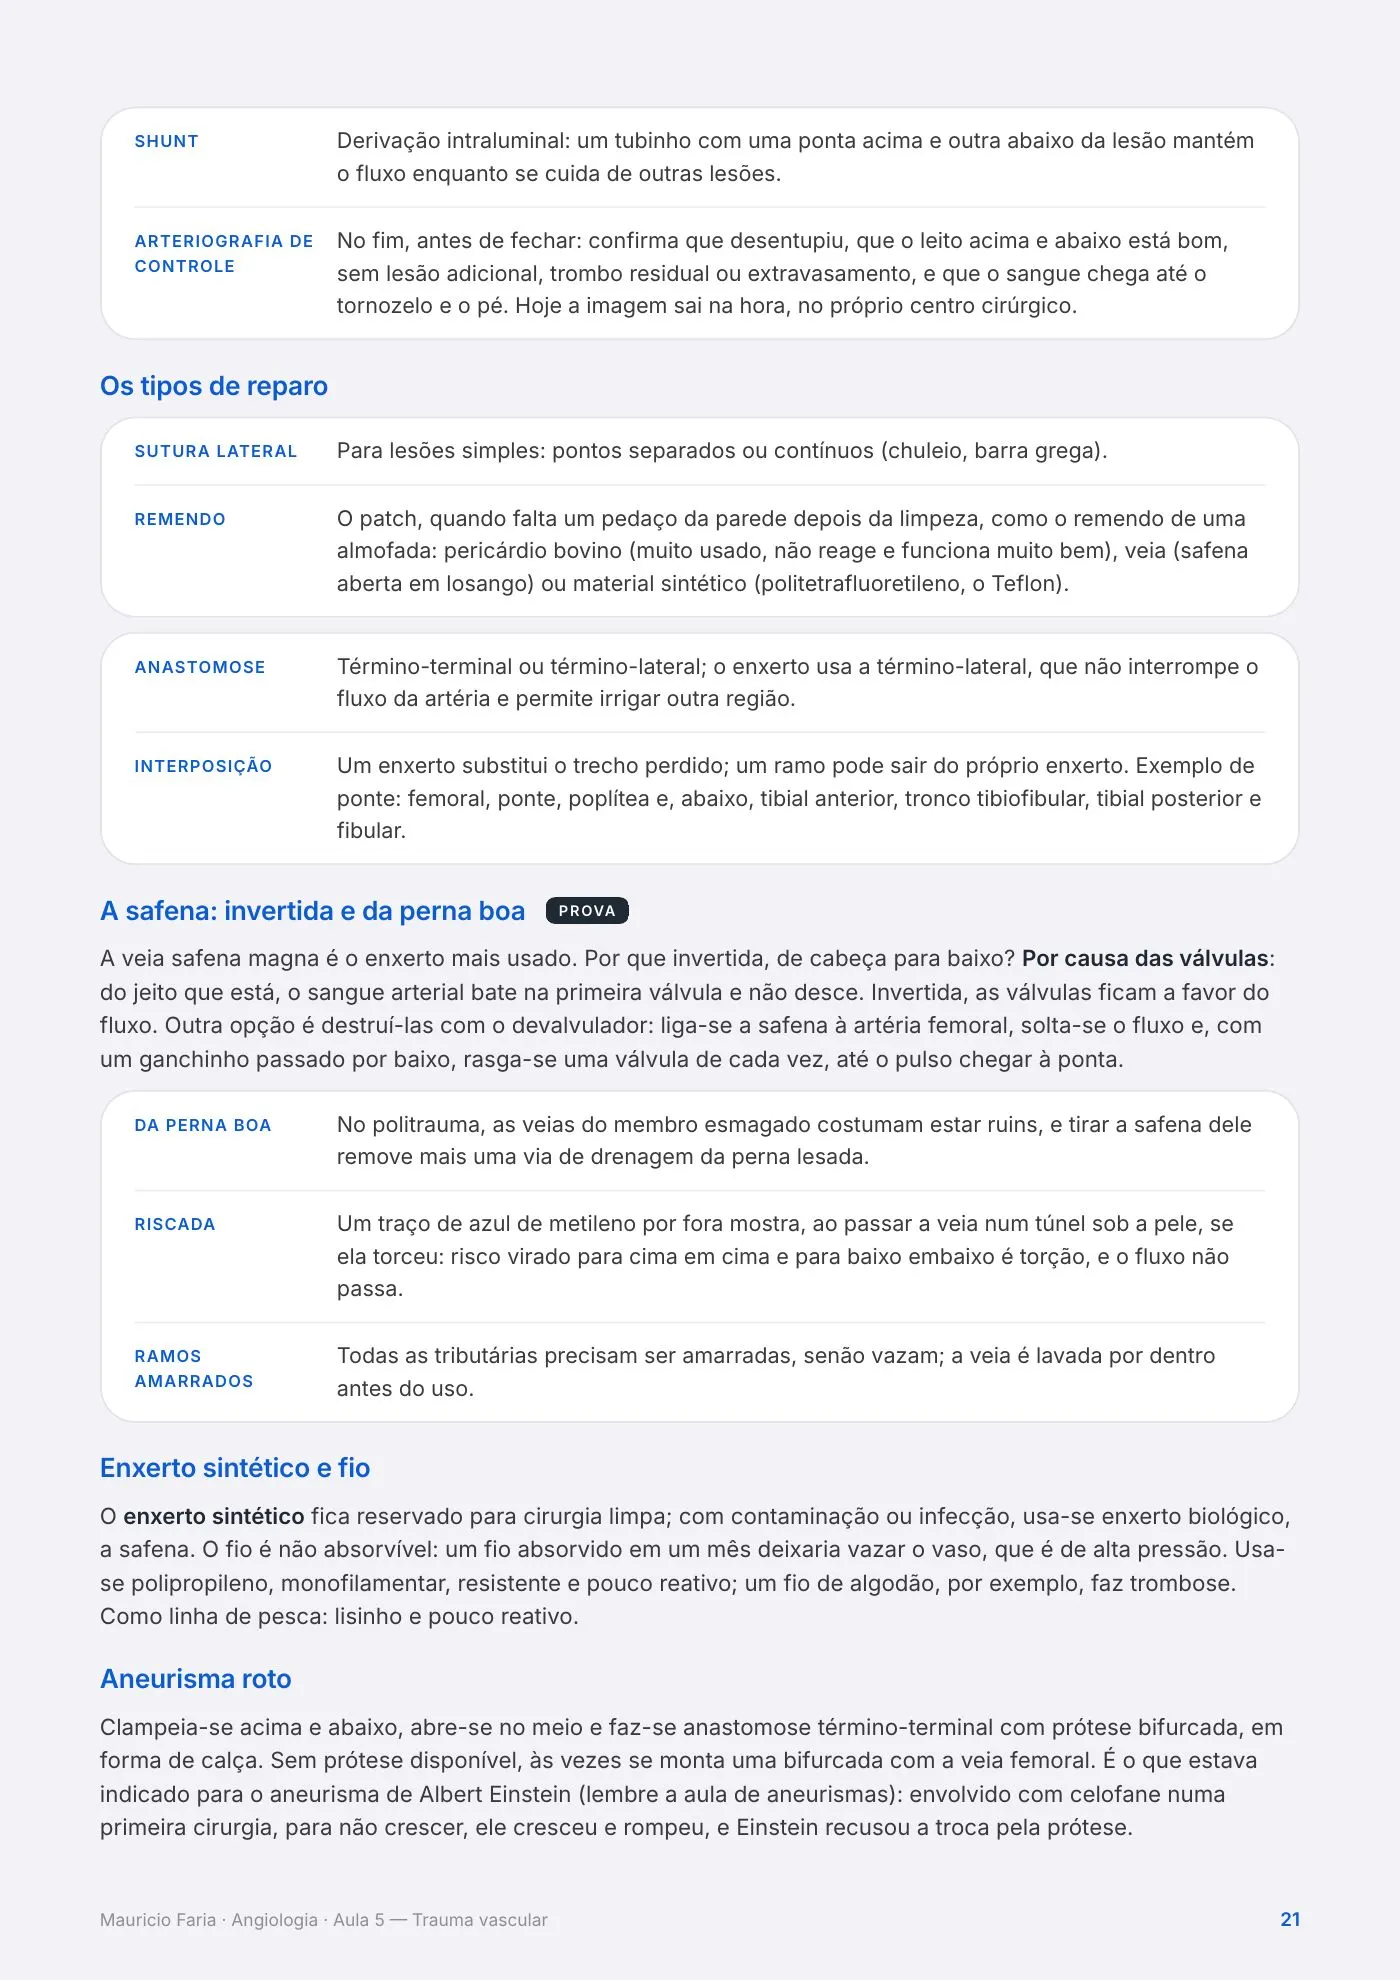 SHUNT
Derivação intraluminal: um tubinho com uma ponta acima e outra abaixo da lesão mantém
o fluxo enquanto se cuida de outras lesões.
ARTERIOGRAFIA DE
CONTROLE
No fim, antes de fechar: confirma que desentupiu, que o leito acima e abaixo está bom,
sem lesão adicional, trombo residual ou extravasamento, e que o sangue chega até o
tornozelo e o pé. Hoje a imagem sai na hora, no próprio centro cirúrgico.
Os tipos de reparo
SUTURA LATERAL
Para lesões simples: pontos separados ou contínuos (chuleio, barra grega).
REMENDO
O patch, quando falta um pedaço da parede depois da limpeza, como o remendo de uma
almofada: pericárdio bovino (muito usado, não reage e funciona muito bem), veia (safena
aberta em losango) ou material sintético (politetrafluoretileno, o Teflon).
ANASTOMOSE
Término-terminal ou término-lateral; o enxerto usa a término-lateral, que não interrompe o
fluxo da artéria e permite irrigar outra região.
INTERPOSIÇÃO
Um enxerto substitui o trecho perdido; um ramo pode sair do próprio enxerto. Exemplo de
ponte: femoral, ponte, poplítea e, abaixo, tibial anterior, tronco tibiofibular, tibial posterior e
fibular.
A safena: invertida e da perna boa PROVA
A veia safena magna é o enxerto mais usado. Por que invertida, de cabeça para baixo? Por causa das válvulas:
do jeito que está, o sangue arterial bate na primeira válvula e não desce. Invertida, as válvulas ficam a favor do
fluxo. Outra opção é destruí-las com o devalvulador: liga-se a safena à artéria femoral, solta-se o fluxo e, com
um ganchinho passado por baixo, rasga-se uma válvula de cada vez, até o pulso chegar à ponta.
DA PERNA BOA
No politrauma, as veias do membro esmagado costumam estar ruins, e tirar a safena dele
remove mais uma via de drenagem da perna lesada.
RISCADA
Um traço de azul de metileno por fora mostra, ao passar a veia num túnel sob a pele, se
ela torceu: risco virado para cima em cima e para baixo embaixo é torção, e o fluxo não
passa.
RAMOS
AMARRADOS
Todas as tributárias precisam ser amarradas, senão vazam; a veia é lavada por dentro
antes do uso.
Enxerto sintético e fio
O enxerto sintético fica reservado para cirurgia limpa; com contaminação ou infecção, usa-se enxerto biológico,
a safena. O fio é não absorvível: um fio absorvido em um mês deixaria vazar o vaso, que é de alta pressão. Usa-
se polipropileno, monofilamentar, resistente e pouco reativo; um fio de algodão, por exemplo, faz trombose.
Como linha de pesca: lisinho e pouco reativo.
Aneurisma roto
Clampeia-se acima e abaixo, abre-se no meio e faz-se anastomose término-terminal com prótese bifurcada, em
forma de calça. Sem prótese disponível, às vezes se monta uma bifurcada com a veia femoral. É o que estava
indicado para o aneurisma de Albert Einstein (lembre a aula de aneurismas): envolvido com celofane numa
primeira cirurgia, para não crescer, ele cresceu e rompeu, e Einstein recusou a troca pela prótese.
Mauricio Faria · Angiologia · Aula 5 — Trauma vascular
21